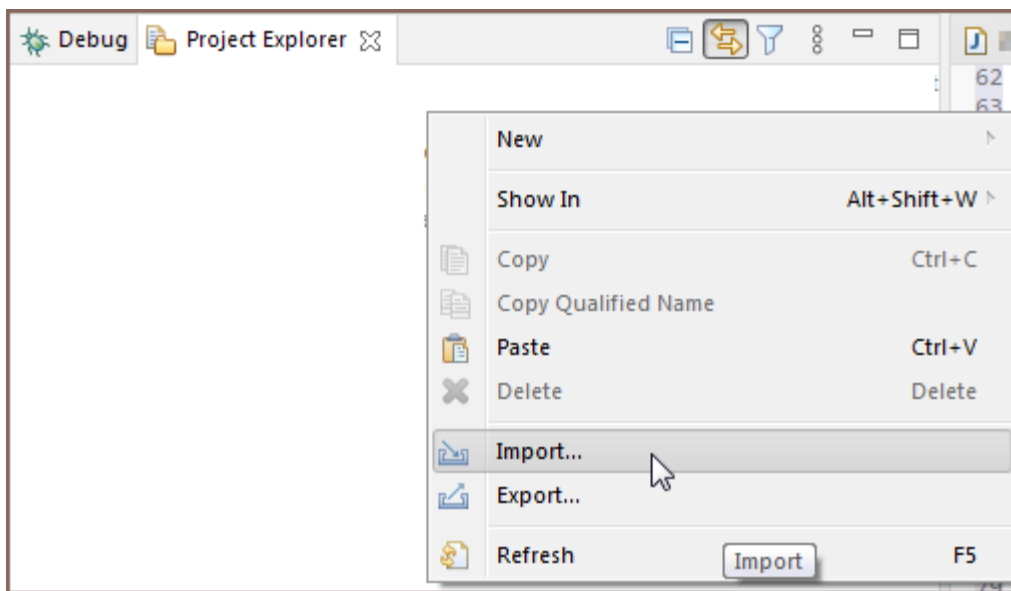 Debug Project Explorer
62
63
New
Show In Alt+Shift+W
Copy Ctrl+C
Copy Qualified Name
Paste Ctrl+V
Delete Delete
Import...
Export...
Refresh F5
Import
79